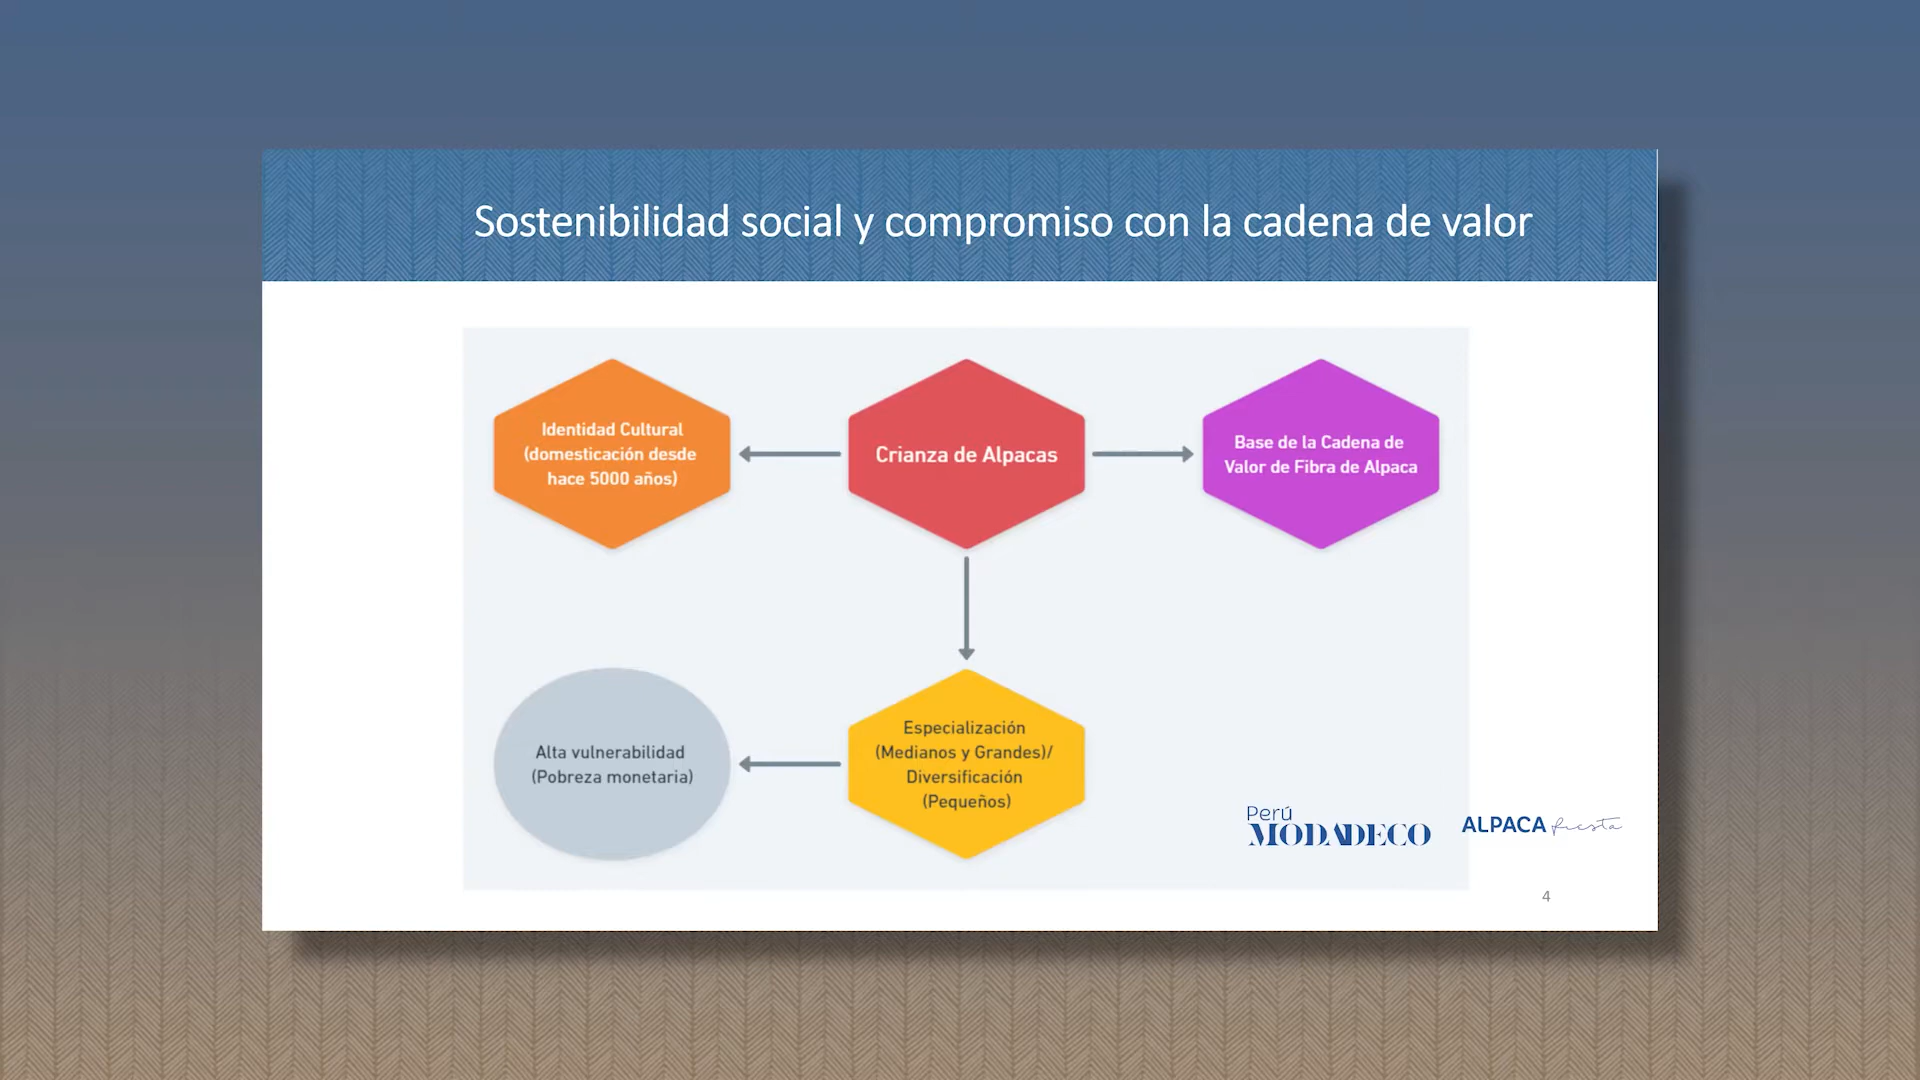 Sostenibilidad social y compromiso con la cadena de valor
Identidad Cultural
(domesticación desde
hace 5000 años)
Crianza de Alpacas
Base de la Cadena de
Valor de Fibra de Alpaca
Alta vulnerabilidad
(Pobreza monetaria)
Especialización
(Medianos y Grandes)/
Diversificación
(Pequeños)
Perú
MODADECO
ALPACA fiesta
4